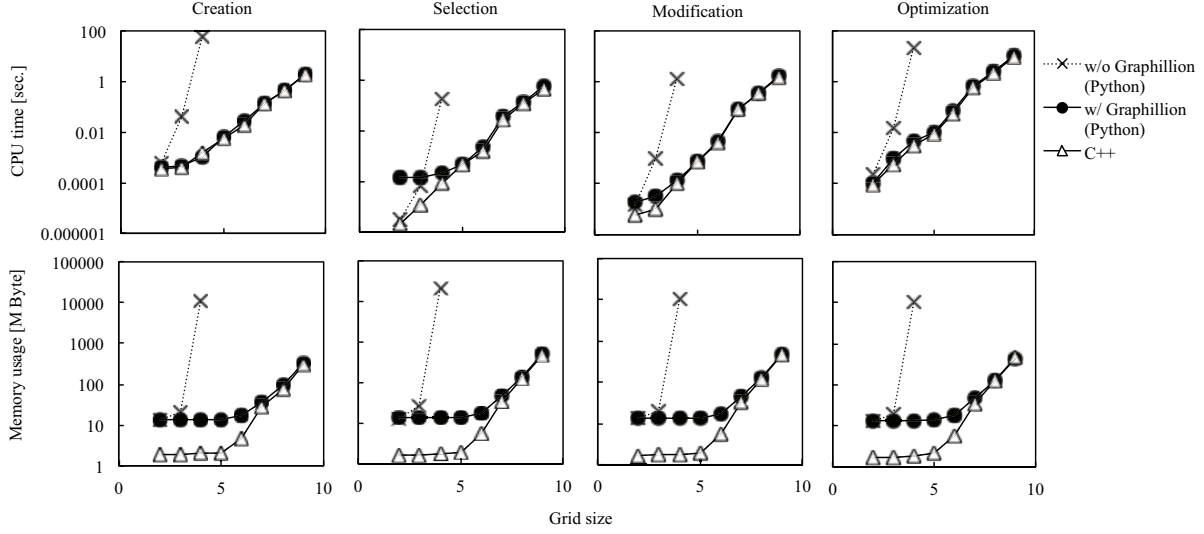 Creation
Selection
Modification
Optimization
CPU time [sec.]
100
1
0.01
0.0001
0.000001
w/o Graphillion
(Python)
w/ Graphillion
(Python)
C++
Memory usage [M Byte]
100000
10000
1000
100
10
1
0
5
10
0
5
10
0
5
10
0
5
10
Grid size